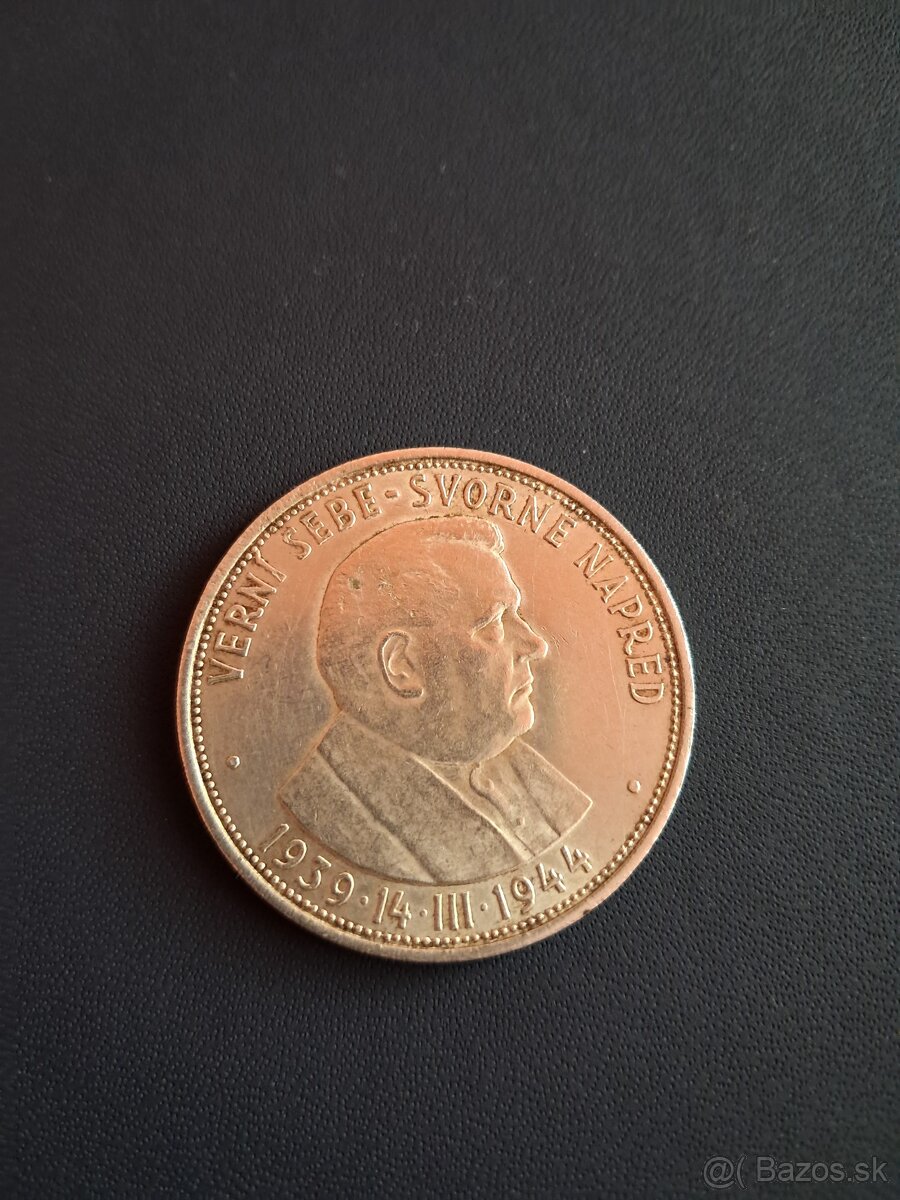 VERNÍ SEBE - SVORNE NAPRED
1939 · 14 · III · 1944
@( Bazos.sk